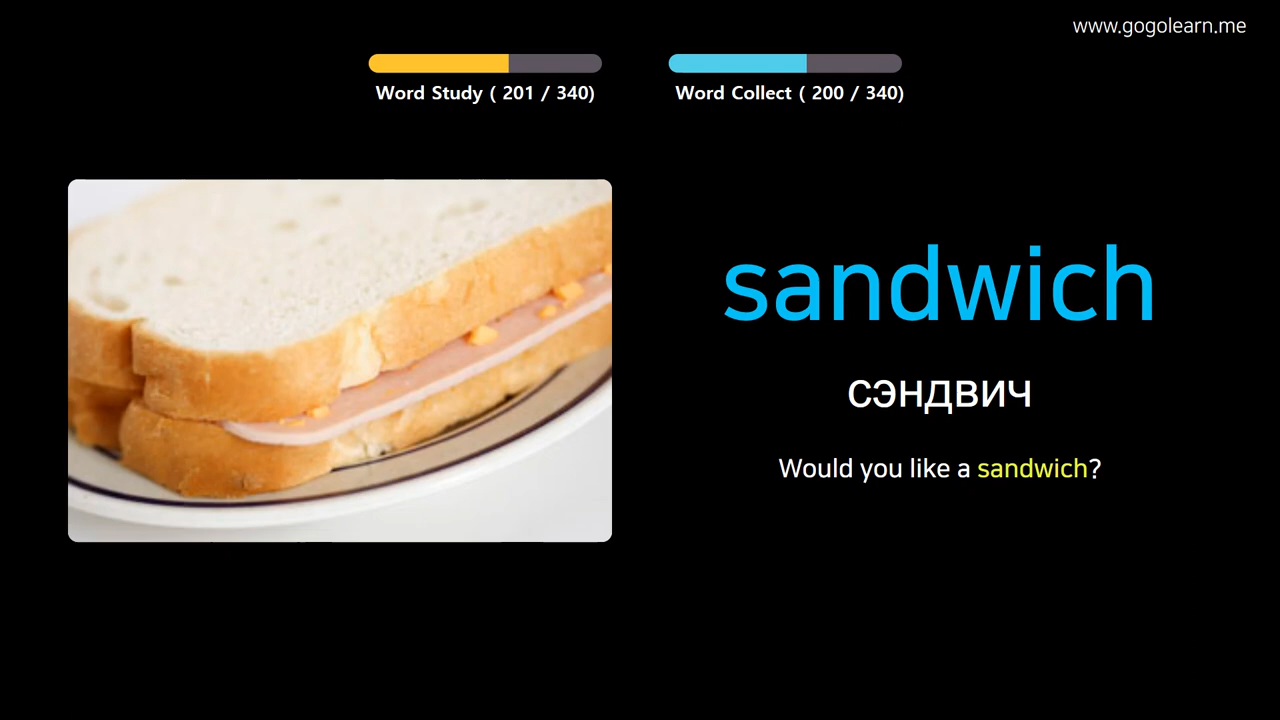 www.gogolearn.me
Word Study ( 201 / 340)
Word Collect ( 200 / 340)
sandwich
сэндвич
Would you like a sandwich?